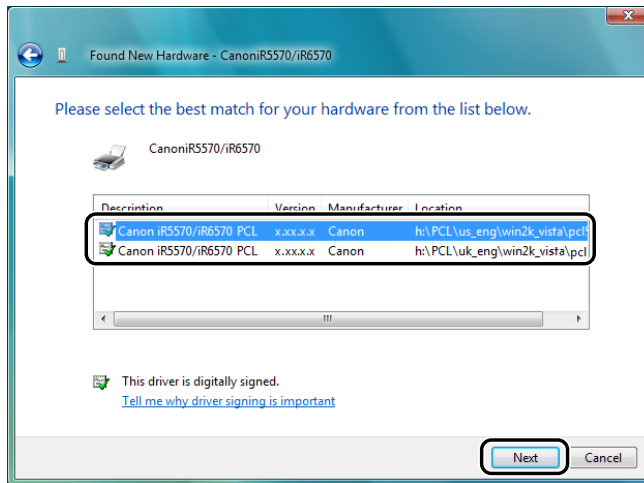 Found New Hardware - CanoniR5570/iR6570
Please select the best match for your hardware from the list below.
CanoniR5570/iR6570
Description Version Manufacturer Location
Canon iR5570/iR6570 PCL x.xx.x.x Canon h:\PCL\us_eng\win2k_vista\pcl
Canon iR5570/iR6570 PCL x.xx.x.x Canon h:\PCL\uk_eng\win2k_vista\pcl
This driver is digitally signed.
Tell me why driver signing is important
Next Cancel